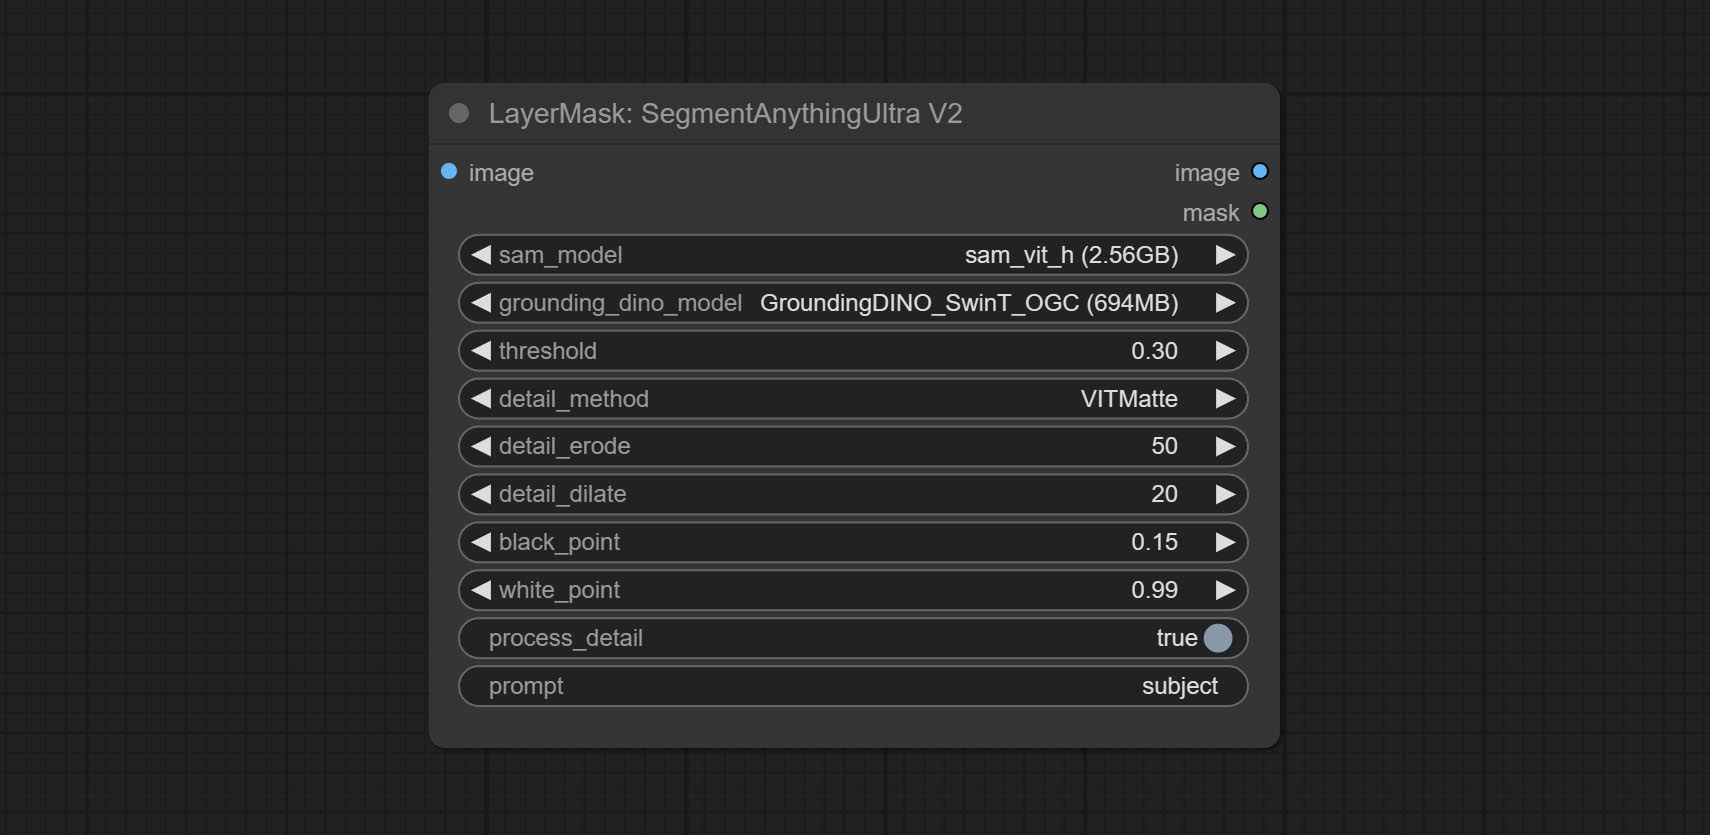 LayerMask: SegmentAnythingUltra V2
image image
mask
sam_model sam_vit_h (2.56GB)
grounding_dino_model GroundingDINO_SwinT_OGC (694MB)
threshold 0.30
detail_method VITMatte
detail_erode 50
detail_dilate 20
black_point 0.15
white_point 0.99
process_detail true
prompt subject